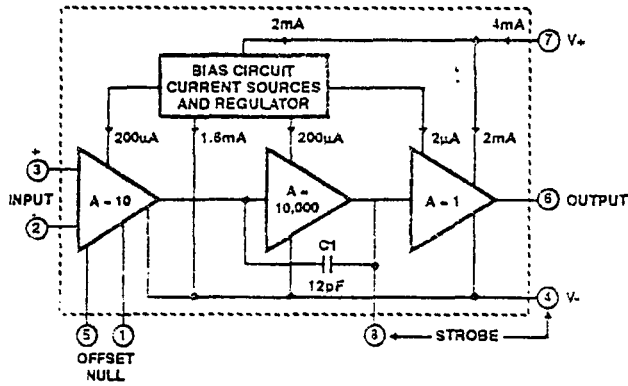 2mA
4mA
7
V+
BIAS CIRCUIT
CURRENT SOURCES
AND REGULATOR
200µA
1.6mA
200µA
2µA
2mA
+
3
A = 10
A =
10,000
A = 1
6
OUTPUT
INPUT
-
2
C1
12pF
4
V-
5
1
8
STROBE
OFFSET
NULL